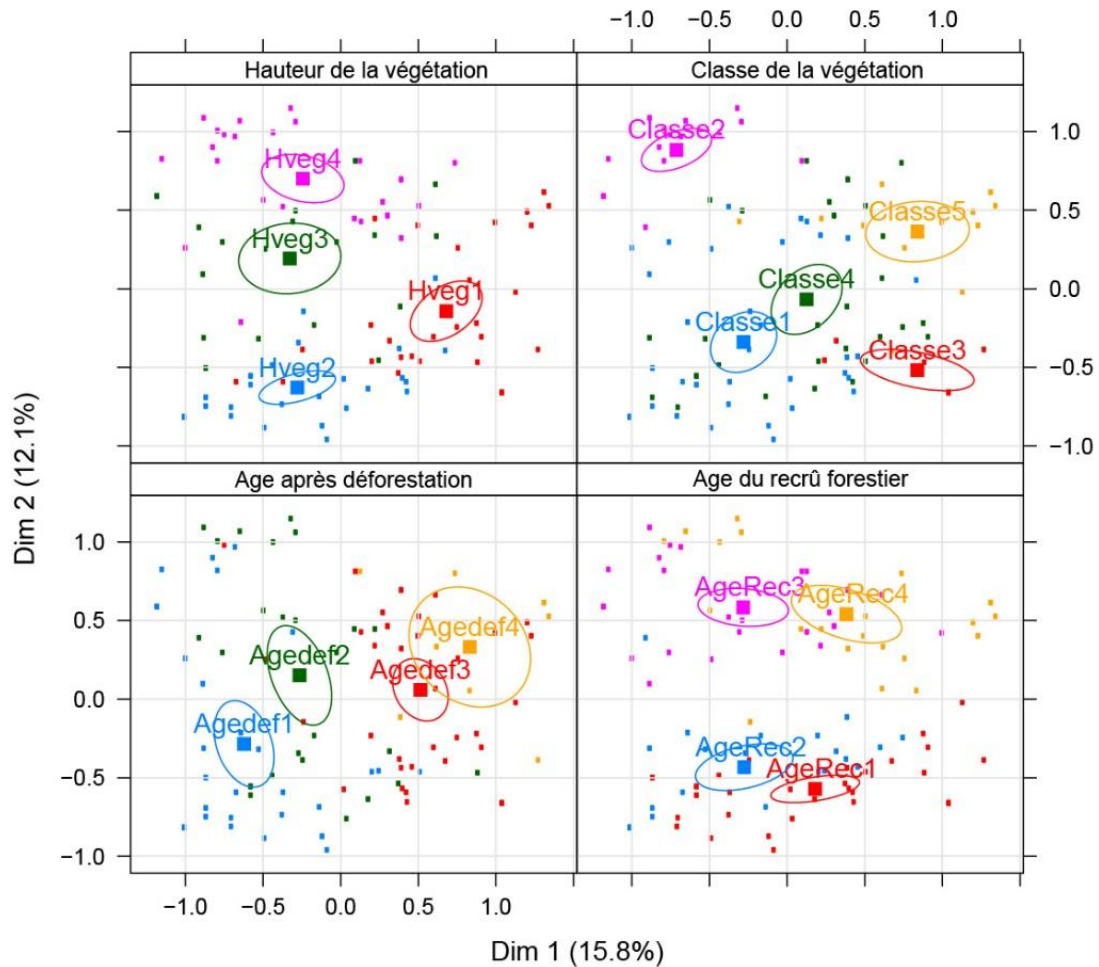 −1.0 −0.5 0.0 0.5 1.0
Hauteur de la végétation
Classe de la végétation
Hveg4
Hveg3
Hveg1
Hveg2
Classe2
Classe5
Classe4
Classe1
Classe3
1.0
0.5
0.0
−0.5
−1.0
Dim 2 (12.1%)
Age après déforestation
Age du recrû forestier
1.0
0.5
0.0
−0.5
−1.0
Agedef4
Agedef2
Agedef3
Agedef1
AgeRec3
AgeRec4
AgeRec2
AgeRec1
−1.0 −0.5 0.0 0.5 1.0
Dim 1 (15.8%)